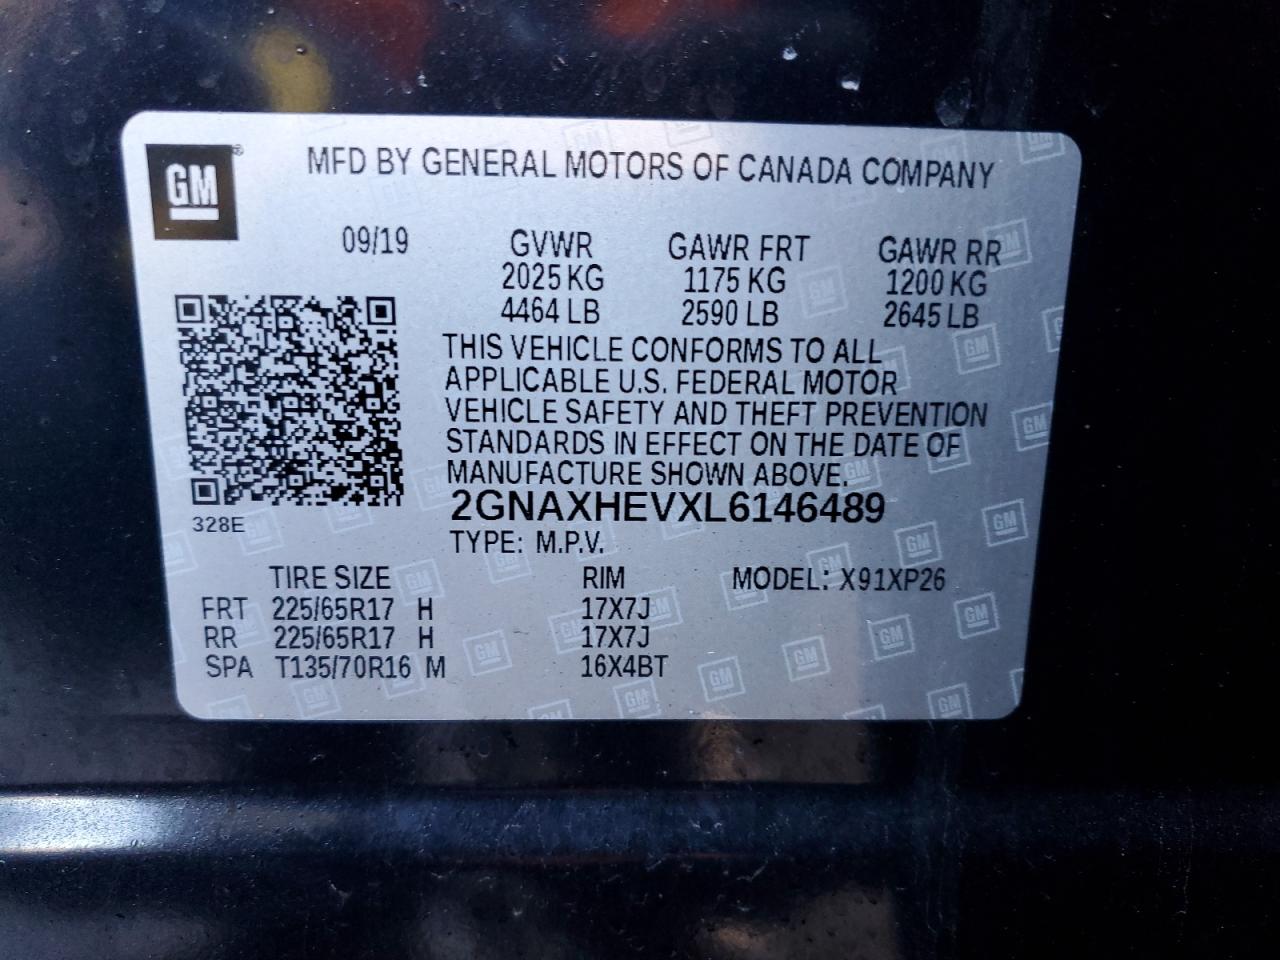 GM®
MFD BY GENERAL MOTORS OF CANADA COMPANY
09/19 GVWR GAWR FRT GAWR RR
2025 KG 1175 KG 1200 KG
4464 LB 2590 LB 2645 LB
THIS VEHICLE CONFORMS TO ALL
APPLICABLE U.S. FEDERAL MOTOR
VEHICLE SAFETY AND THEFT PREVENTION
STANDARDS IN EFFECT ON THE DATE OF
MANUFACTURE SHOWN ABOVE.
2GNAXHEVXL6146489
328E
TYPE: M.P.V.
TIRE SIZE RIM MODEL: X91XP26
FRT 225/65R17 H 17X7J
RR 225/65R17 H 17X7J
SPA T135/70R16 M 16X4BT